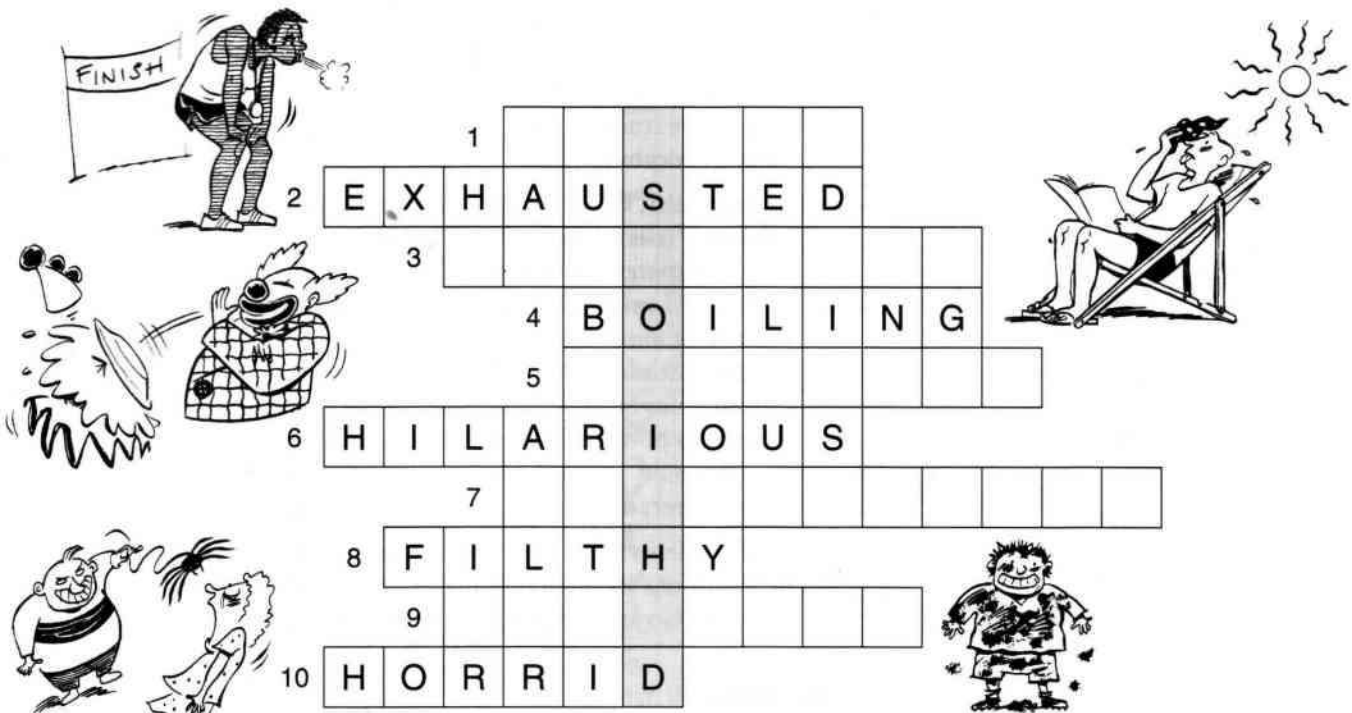 FINISH
1
2 EXHAUSTED
3
4 BOILING
5
6 HILARIOUS
7
8 FILTHY
9
10 HORRID